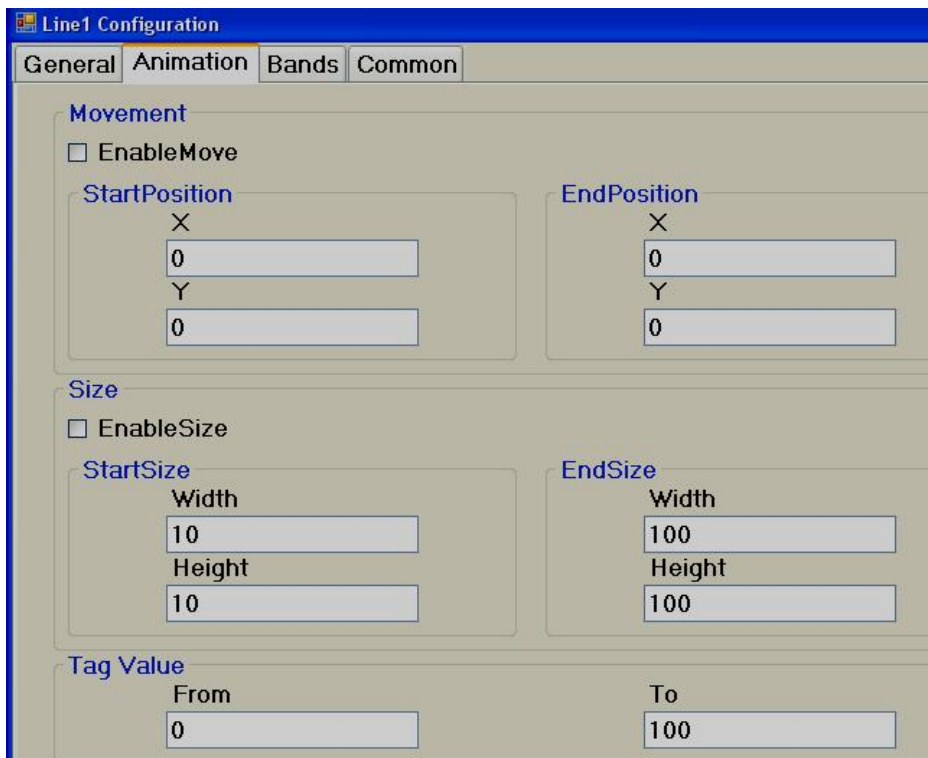 Line1 Configuration
General Animation Bands Common
Movement
EnableMove
StartPosition EndPosition
X X
0 0
Y Y
0 0
Size
EnableSize
StartSize EndSize
Width Width
10 100
Height Height
10 100
Tag Value
From To
0 100